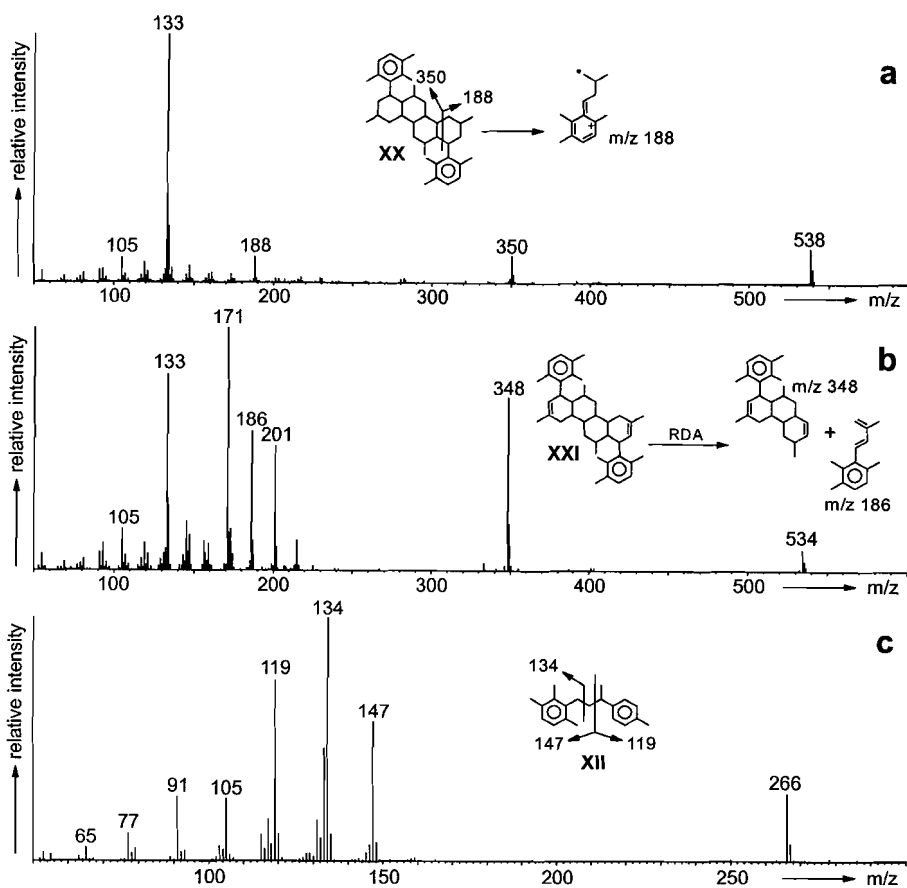 relative intensity
133
105
188
350
538
350
188
XX
m/z 188
a
100
200
300
400
500
m/z
relative intensity
133
171
186
201
105
348
534
XXI
RDA
m/z 348
+
m/z 186
b
100
200
300
400
500
m/z
relative intensity
65
77
91
105
119
134
147
266
134
147
119
XII
c
100
150
200
250
m/z